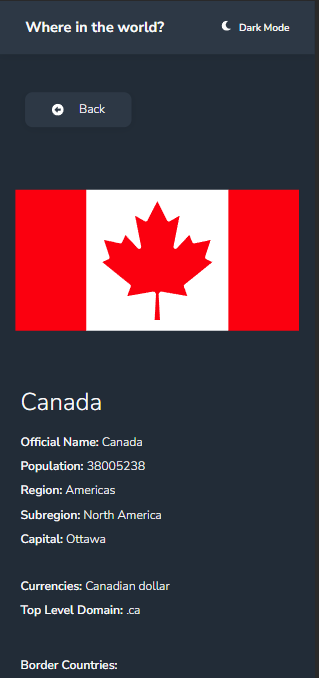 Where in the world?
Dark Mode
Back
Canada
Official Name: Canada
Population: 38005238
Region: Americas
Subregion: North America
Capital: Ottawa
Currencies: Canadian dollar
Top Level Domain: .ca
Border Countries: